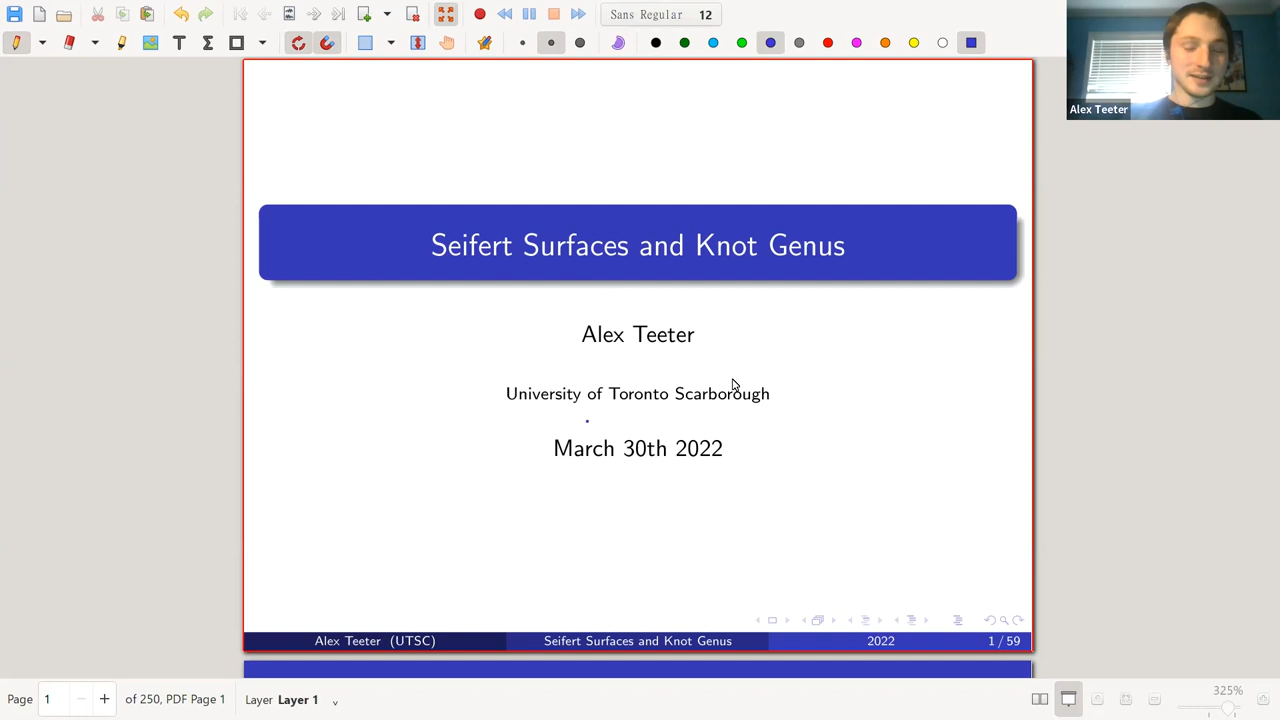 Sans Regular 12
Alex Teeter
Seifert Surfaces and Knot Genus
Alex Teeter
University of Toronto Scarborough
March 30th 2022
Alex Teeter (UTSC) Seifert Surfaces and Knot Genus 2022 1 / 59
Page 1 of 250, PDF Page 1 Layer Layer 1 325%